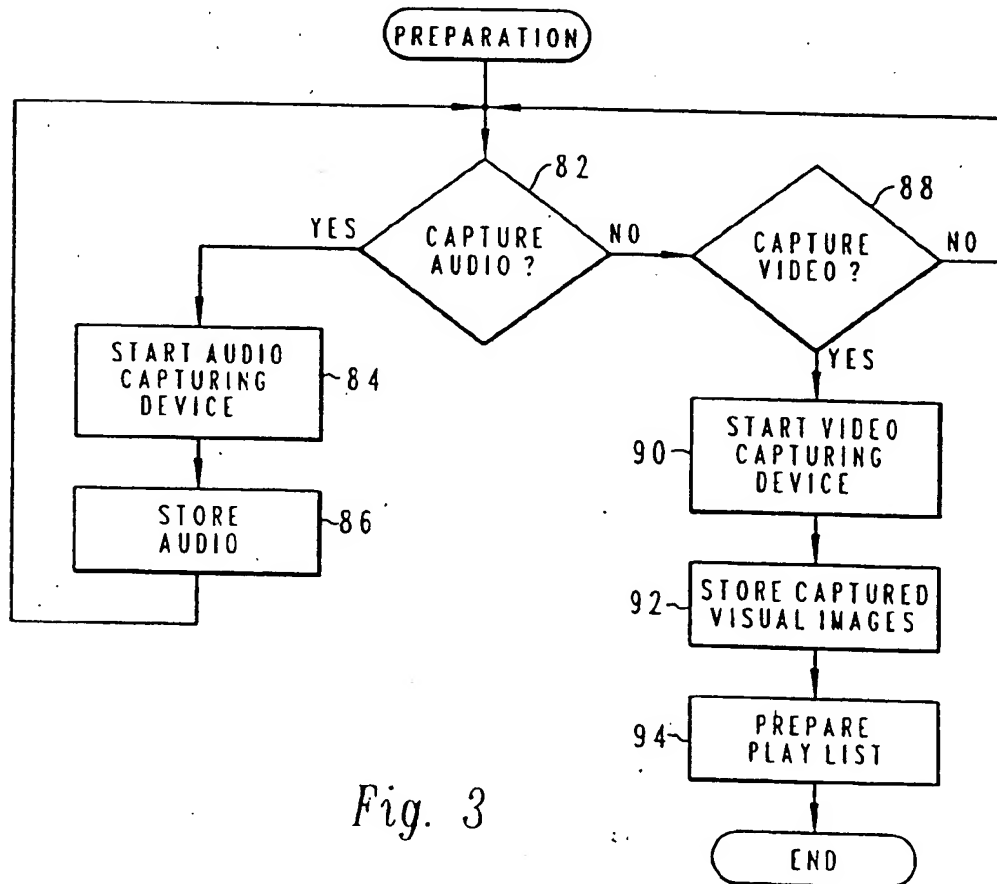 PREPARATION
82
CAPTURE
AUDIO ?
YES
NO
88
CAPTURE
VIDEO ?
NO
YES
START AUDIO
CAPTURING
DEVICE
84
STORE
AUDIO
86
90
START VIDEO
CAPTURING
DEVICE
92
STORE CAPTURED
VISUAL IMAGES
94
PREPARE
PLAY LIST
END
Fig. 3